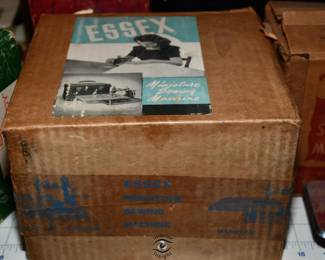 ESSEX
Miniature
Sewing
Machine
ESSEX
MINIATURE
SEWING
MACHINE